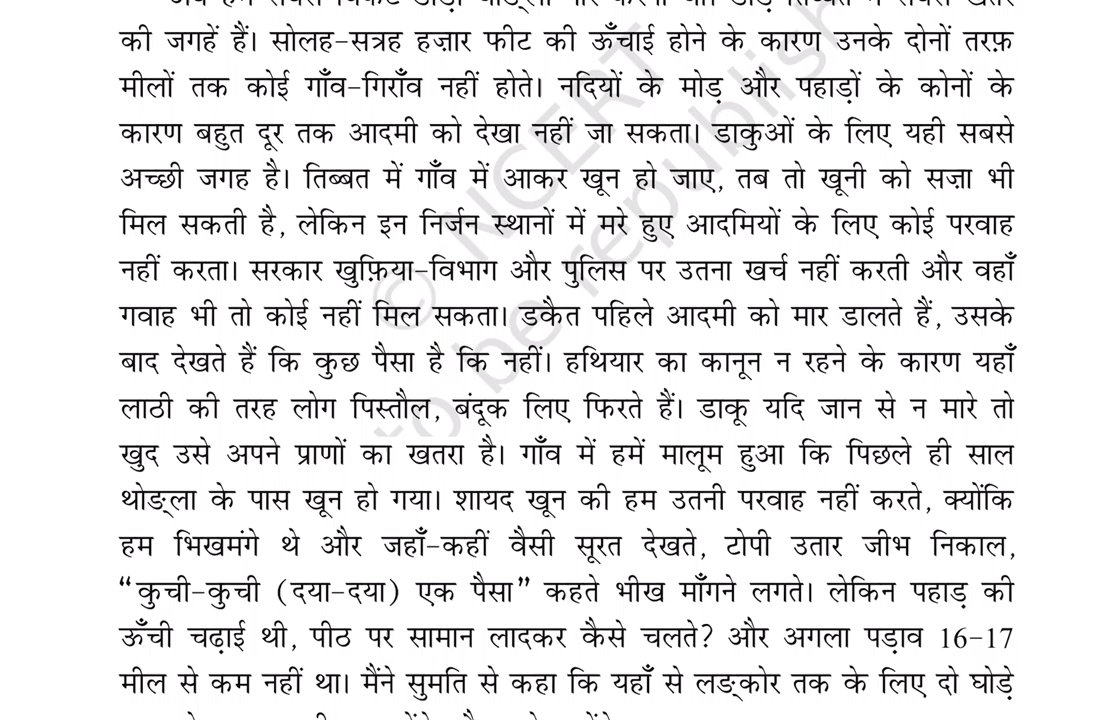 की जगहें हैं। सोलह-सत्रह हज़ार फीट की ऊँचाई होने के कारण उनके दोनों तरफ़
मीलों तक कोई गाँव-गिराँव नहीं होते। नदियों के मोड़ और पहाड़ों के कोनों के
कारण बहुत दूर तक आदमी को देखा नहीं जा सकता। डाकुओं के लिए यही सबसे
अच्छी जगह है। तिब्बत में गाँव में आकर खून हो जाए, तब तो खूनी को सज़ा भी
मिल सकती है, लेकिन इन निर्जन स्थानों में मरे हुए आदमियों के लिए कोई परवाह
नहीं करता। सरकार खुफ़िया-विभाग और पुलिस पर उतना खर्च नहीं करती और वहाँ
गवाह भी तो कोई नहीं मिल सकता। डकैत पहिले आदमी को मार डालते हैं, उसके
बाद देखते हैं कि कुछ पैसा है कि नहीं। हथियार का कानून न रहने के कारण यहाँ
लाठी की तरह लोग पिस्तौल, बंदूक लिए फिरते हैं। डाकू यदि जान से न मारे तो
खुद उसे अपने प्राणों का खतरा है। गाँव में हमें मालूम हुआ कि पिछले ही साल
थोङ्ला के पास खून हो गया। शायद खून की हम उतनी परवाह नहीं करते, क्योंकि
हम भिखमंगे थे और जहाँ-कहीं वैसी सूरत देखते, टोपी उतार जीभ निकाल,
“कुची-कुची (दया-दया) एक पैसा” कहते भीख माँगने लगते। लेकिन पहाड़ की
ऊँची चढ़ाई थी, पीठ पर सामान लादकर कैसे चलते? और अगला पड़ाव 16-17
मील से कम नहीं था। मैंने सुमति से कहा कि यहाँ से लङ्कोर तक के लिए दो घोड़े
© NCERT
to be republish